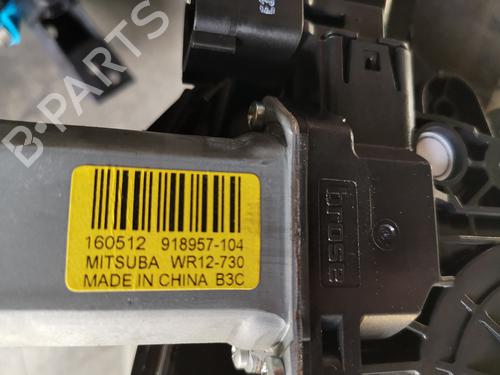 B-PARTS
160512 918957-104
MITSUBA WR12-730
MADE IN CHINA B3C
brose